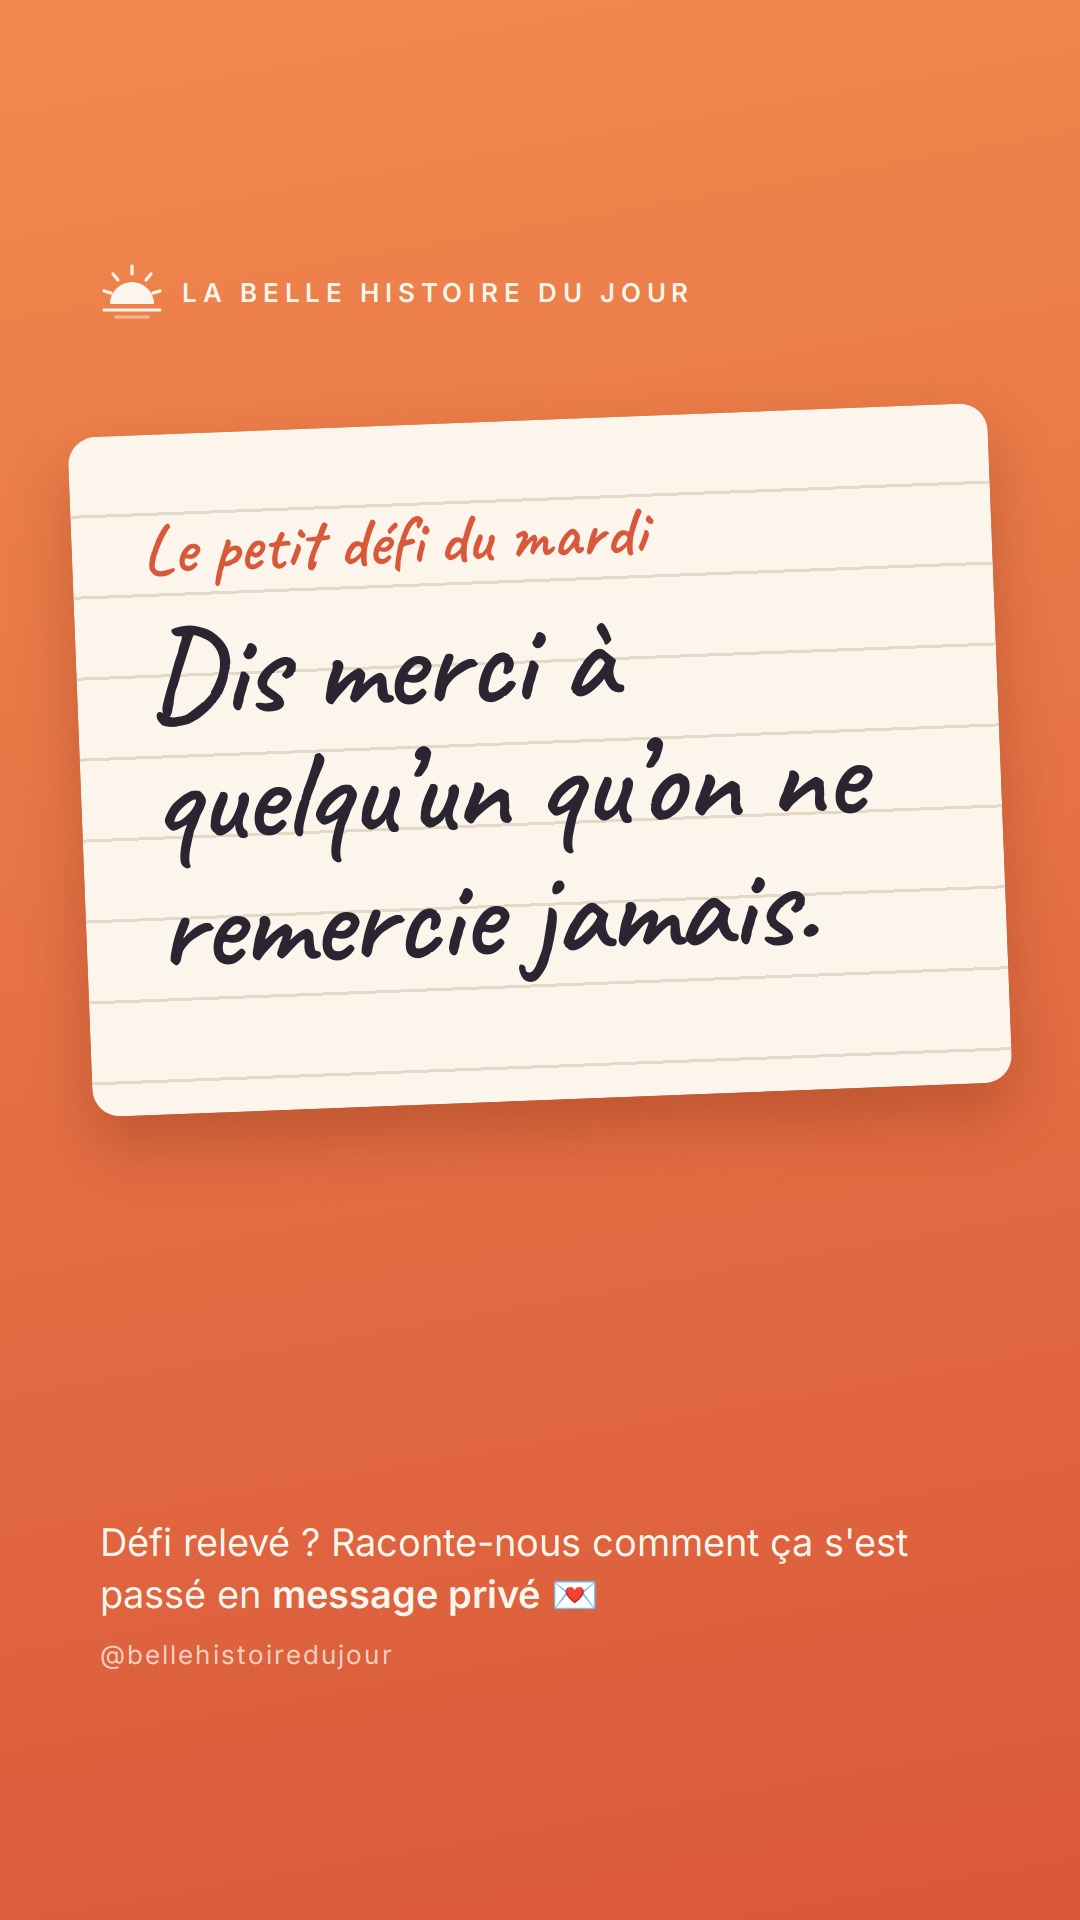 LA BELLE HISTOIRE DU JOUR
Le petit défi du mardi
Dis merci à
quelqu’un qu’on ne
remercie jamais.
Défi relevé ? Raconte-nous comment ça s'est
passé en message privé 💌
@bellehistoiredujour